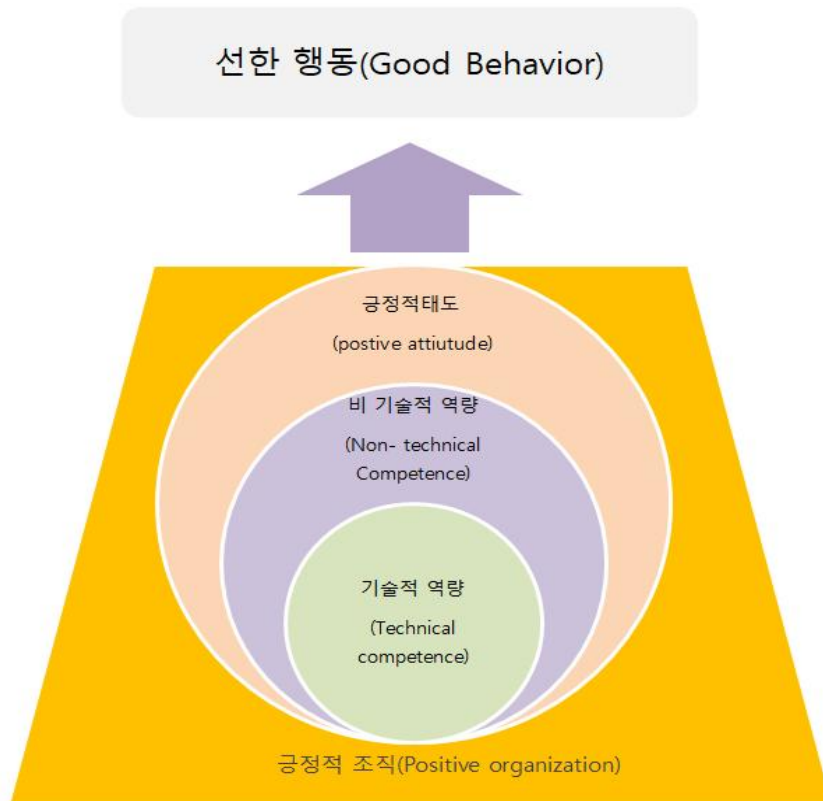 선한 행동(Good Behavior)
긍정적태도
(postive attiutude)
비 기술적 역량
(Non- technical
Competence)
기술적 역량
(Technical
competence)
긍정적 조직(Positive organization)